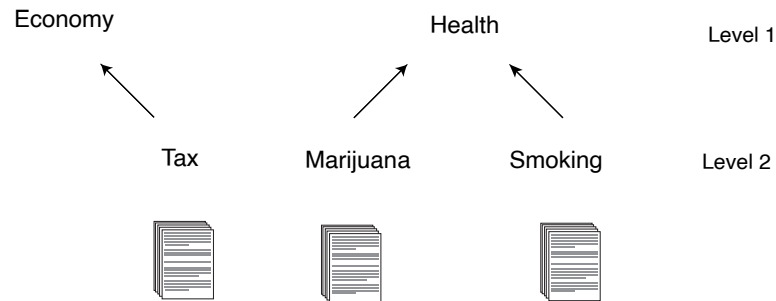 Economy
Health
Level 1
Tax
Marijuana
Smoking
Level 2